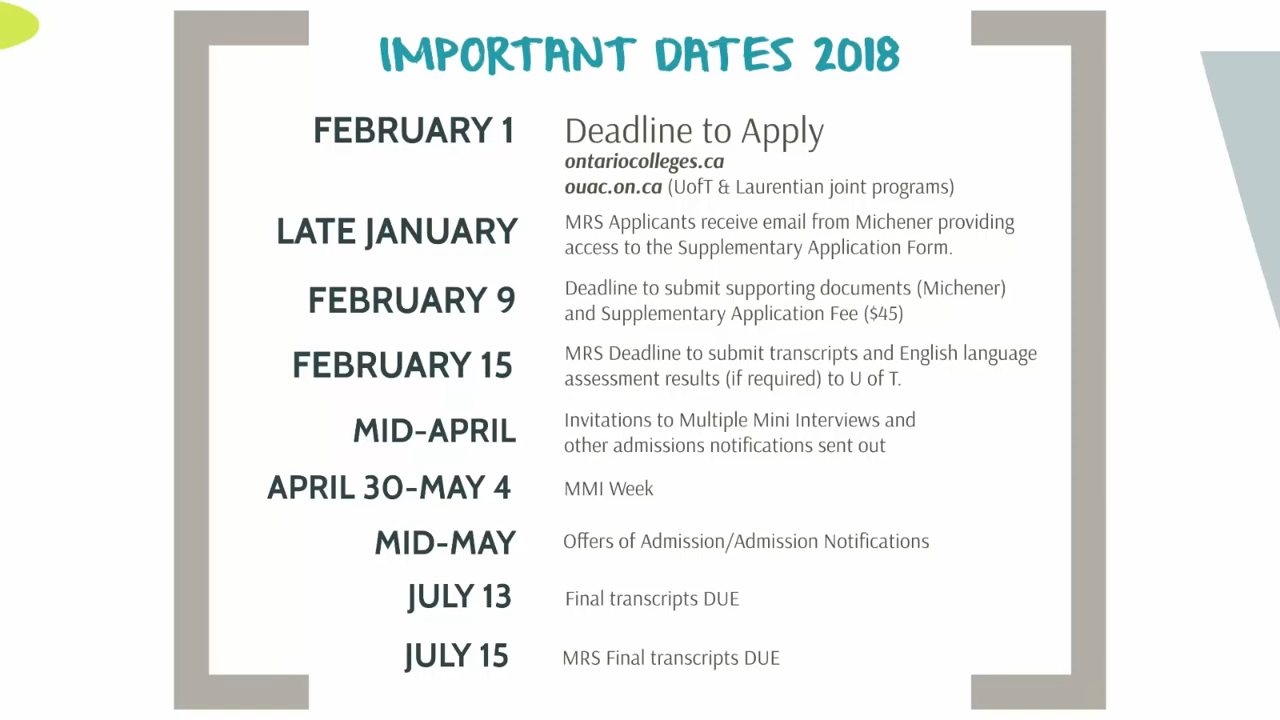 IMPORTANT DATES 2018
FEBRUARY 1
Deadline to Apply
ontariocolleges.ca
ouac.on.ca (UofT & Laurentian joint programs)
LATE JANUARY
MRS Applicants receive email from Michener providing
access to the Supplementary Application Form.
FEBRUARY 9
Deadline to submit supporting documents (Michener)
and Supplementary Application Fee ($45)
FEBRUARY 15
MRS Deadline to submit transcripts and English language
assessment results (if required) to U of T.
MID-APRIL
Invitations to Multiple Mini Interviews and
other admissions notifications sent out
APRIL 30-MAY 4
MMI Week
MID-MAY
Offers of Admission/Admission Notifications
JULY 13
Final transcripts DUE
JULY 15
MRS Final transcripts DUE